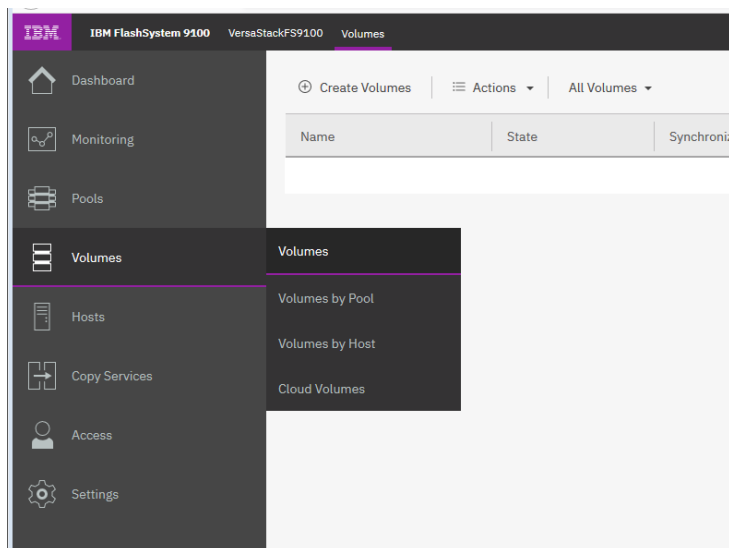 IBM IBM FlashSystem 9100 VersaStackFS9100 Volumes
Dashboard
Monitoring
Pools
Volumes
Hosts
Copy Services
Access
Settings
Create Volumes Actions All Volumes
Name State Synchroniz
Volumes
Volumes by Pool
Volumes by Host
Cloud Volumes